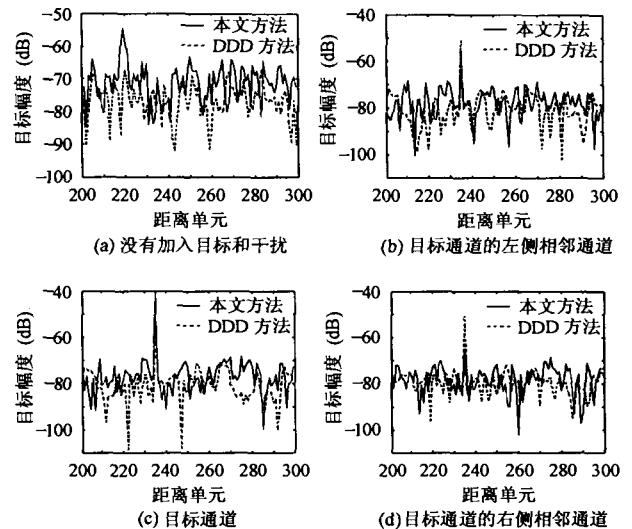 目标幅度 (dB)
-50
-60
-70
-80
-90
-100
本文方法
DDD 方法
200 220 240 260 280 300
距离单元
(a) 没有加入目标和干扰
目标幅度 (dB)
-40
-60
-80
-100
本文方法
DDD 方法
200 220 240 260 280 300
距离单元
(b) 目标通道的左侧相邻通道
目标幅度 (dB)
-40
-60
-80
-100
本文方法
DDD 方法
200 220 240 260 280 300
距离单元
(c) 目标通道
目标幅度 (dB)
-40
-60
-80
-100
本文方法
DDD 方法
200 220 240 260 280 300
距离单元
(d) 目标通道的右侧相邻通道